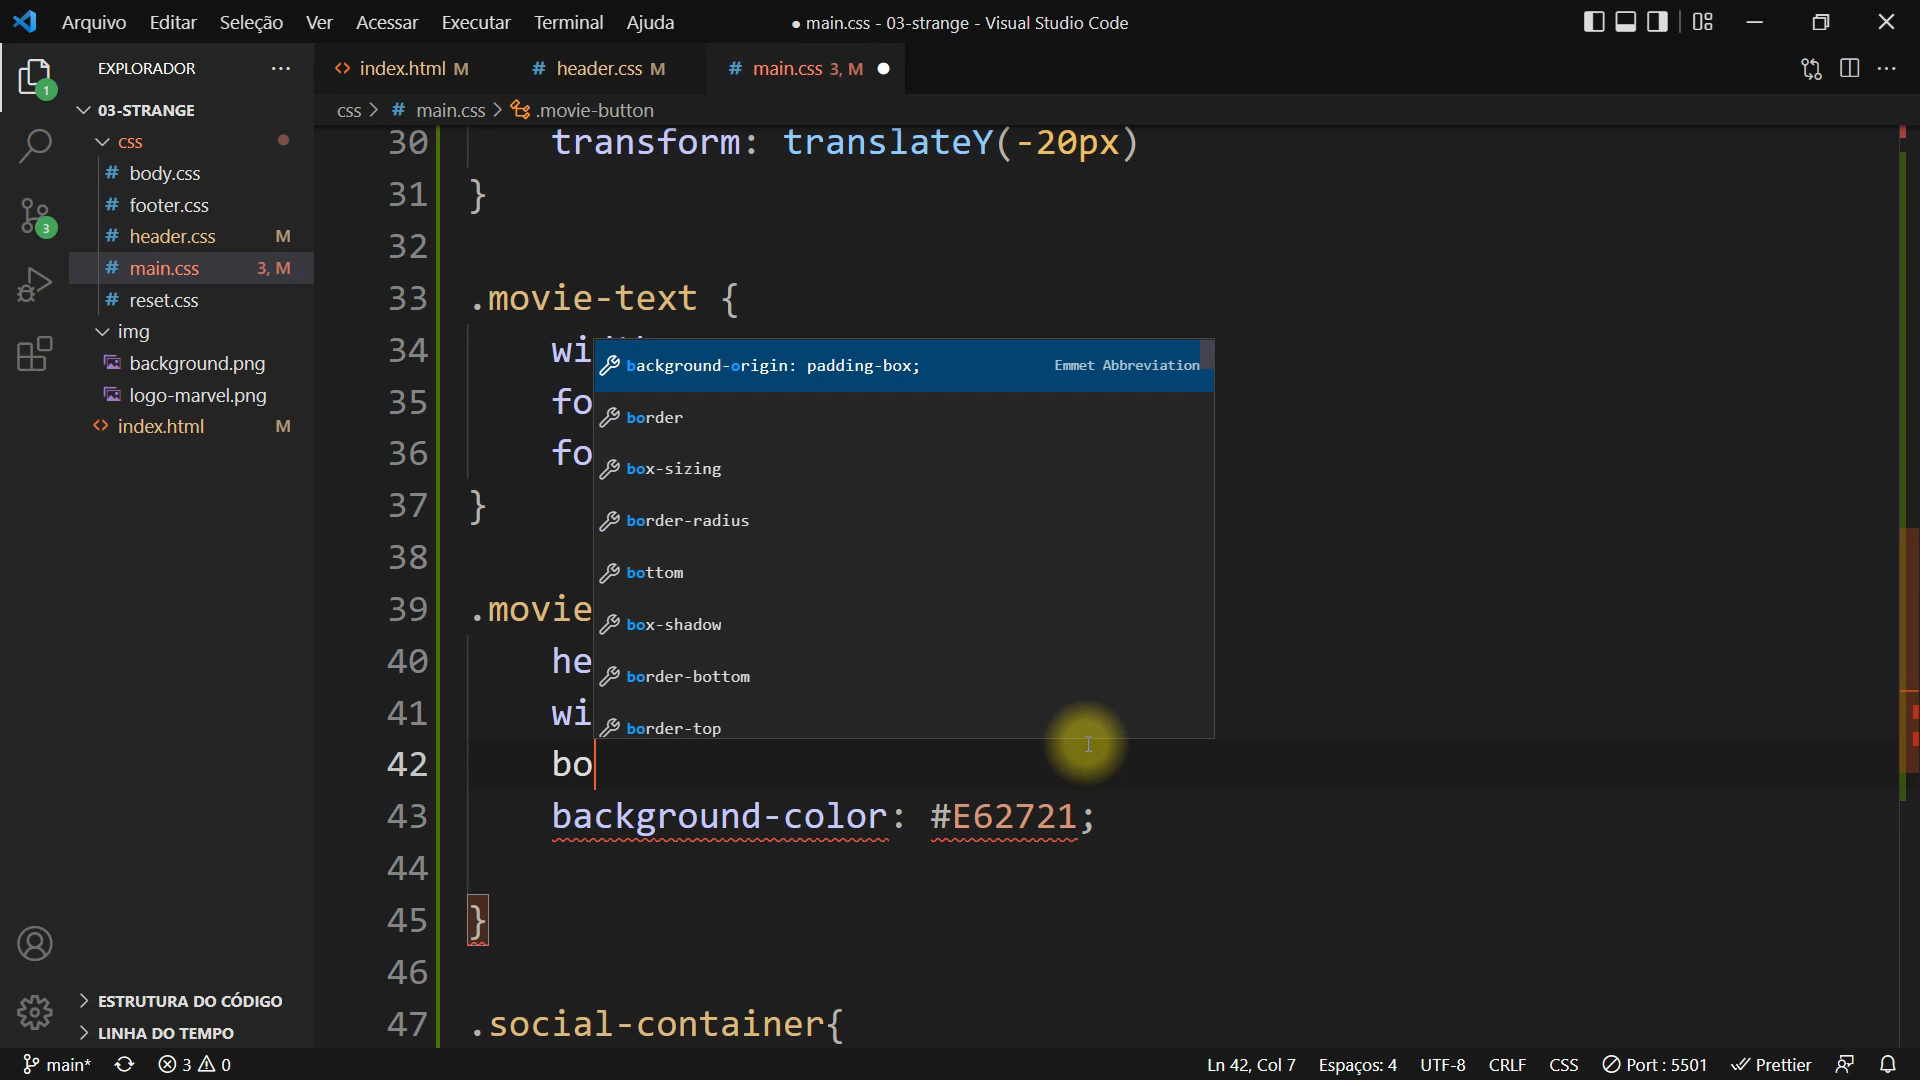 Arquivo Editar Seleção Ver Acessar Executar Terminal Ajuda
● main.css - 03-strange - Visual Studio Code
EXPLORADOR ...
index.html M
# header.css M
# main.css 3, M ●
css > # main.css > .movie-button
03-STRANGE
css
# body.css
# footer.css
# header.css M
# main.css 3, M
# reset.css
img
background.png
logo-marvel.png
<> index.html M
1
3
ESTRUTURA DO CÓDIGO
LINHA DO TEMPO
30 transform: translateY(-20px)
31 }
32
33 .movie-text {
34 wi
35 fo
36 fo
37 }
38
39 .movie
40 he
41 wi
42 bo
43 background-color: #E62721;
44
45 }
46
47 .social-container{
background-origin: padding-box; Emmet Abbreviation
border
box-sizing
border-radius
bottom
box-shadow
border-bottom
border-top
main* 3 0
Ln 42, Col 7 Espaços: 4 UTF-8 CRLF CSS Port : 5501 Prettier